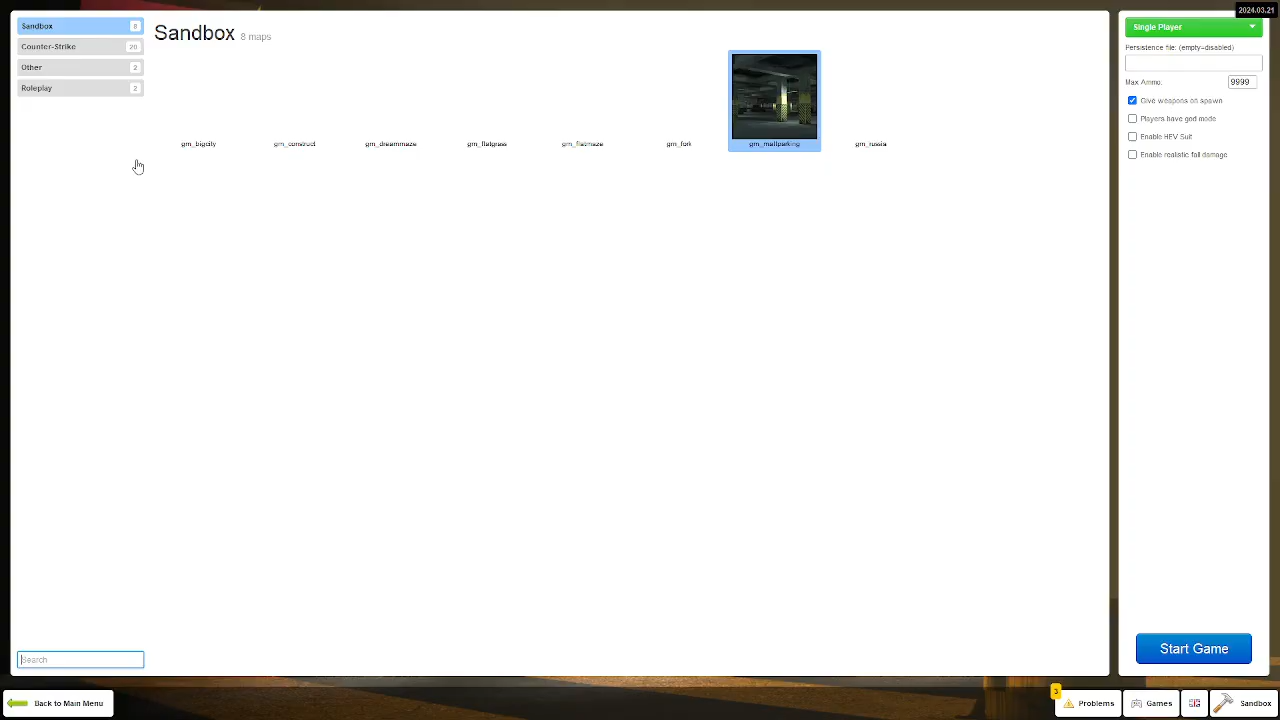 2024.03.21
Sandbox 8
Counter-Strike 20
Other 2
Roleplay 2
Sandbox 8 maps
gm_bigcity
gm_construct
gm_dreammaze
gm_flatgrass
gm_flatmaze
gm_fork
gm_mallparking
gm_russia
Search
Single Player
Persistence file: (empty=disabled)
Max Ammo: 9999
Give weapons on spawn
Players have god mode
Enable HEV Suit
Enable realistic fall damage
Start Game
Back to Main Menu
3
Problems
Games
Sandbox